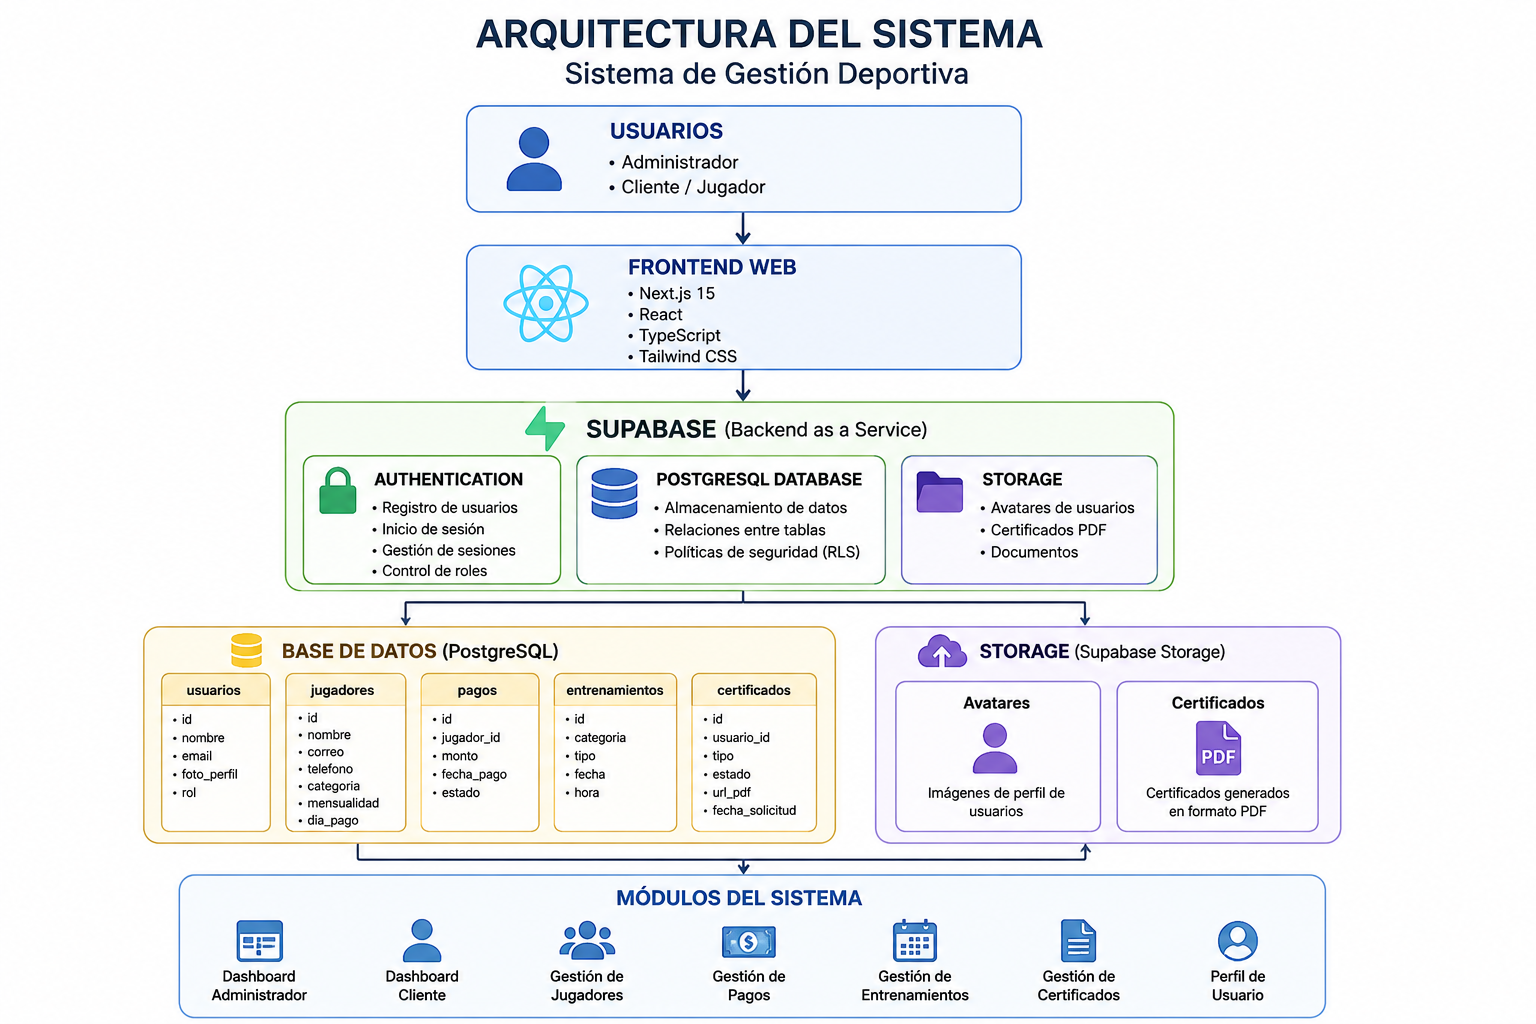 ARQUITECTURA DEL SISTEMA
Sistema de Gestión Deportiva
USUARIOS
• Administrador
• Cliente / Jugador
FRONTEND WEB
• Next.js 15
• React
• TypeScript
• Tailwind CSS
SUPABASE (Backend as a Service)
AUTHENTICATION
• Registro de usuarios
• Inicio de sesión
• Gestión de sesiones
• Control de roles
POSTGRESQL DATABASE
• Almacenamiento de datos
• Relaciones entre tablas
• Políticas de seguridad (RLS)
STORAGE
• Avatares de usuarios
• Certificados PDF
• Documentos
BASE DE DATOS (PostgreSQL)
usuarios
• id
• nombre
• email
• foto_perfil
• rol
jugadores
• id
• nombre
• correo
• telefono
• categoria
• mensualidad
• dia_pago
pagos
• id
• jugador_id
• monto
• fecha_pago
• estado
entrenamientos
• id
• categoria
• tipo
• fecha
• hora
certificados
• id
• usuario_id
• tipo
• estado
• url_pdf
• fecha_solicitud
STORAGE (Supabase Storage)
Avatares
Imágenes de perfil de
usuarios
Certificados
PDF
Certificados generados
en formato PDF
MÓDULOS DEL SISTEMA
Dashboard
Administrador
Dashboard
Cliente
Gestión de
Jugadores
$
Gestión de
Pagos
Gestión de
Entrenamientos
Gestión de
Certificados
Perfil de
Usuario